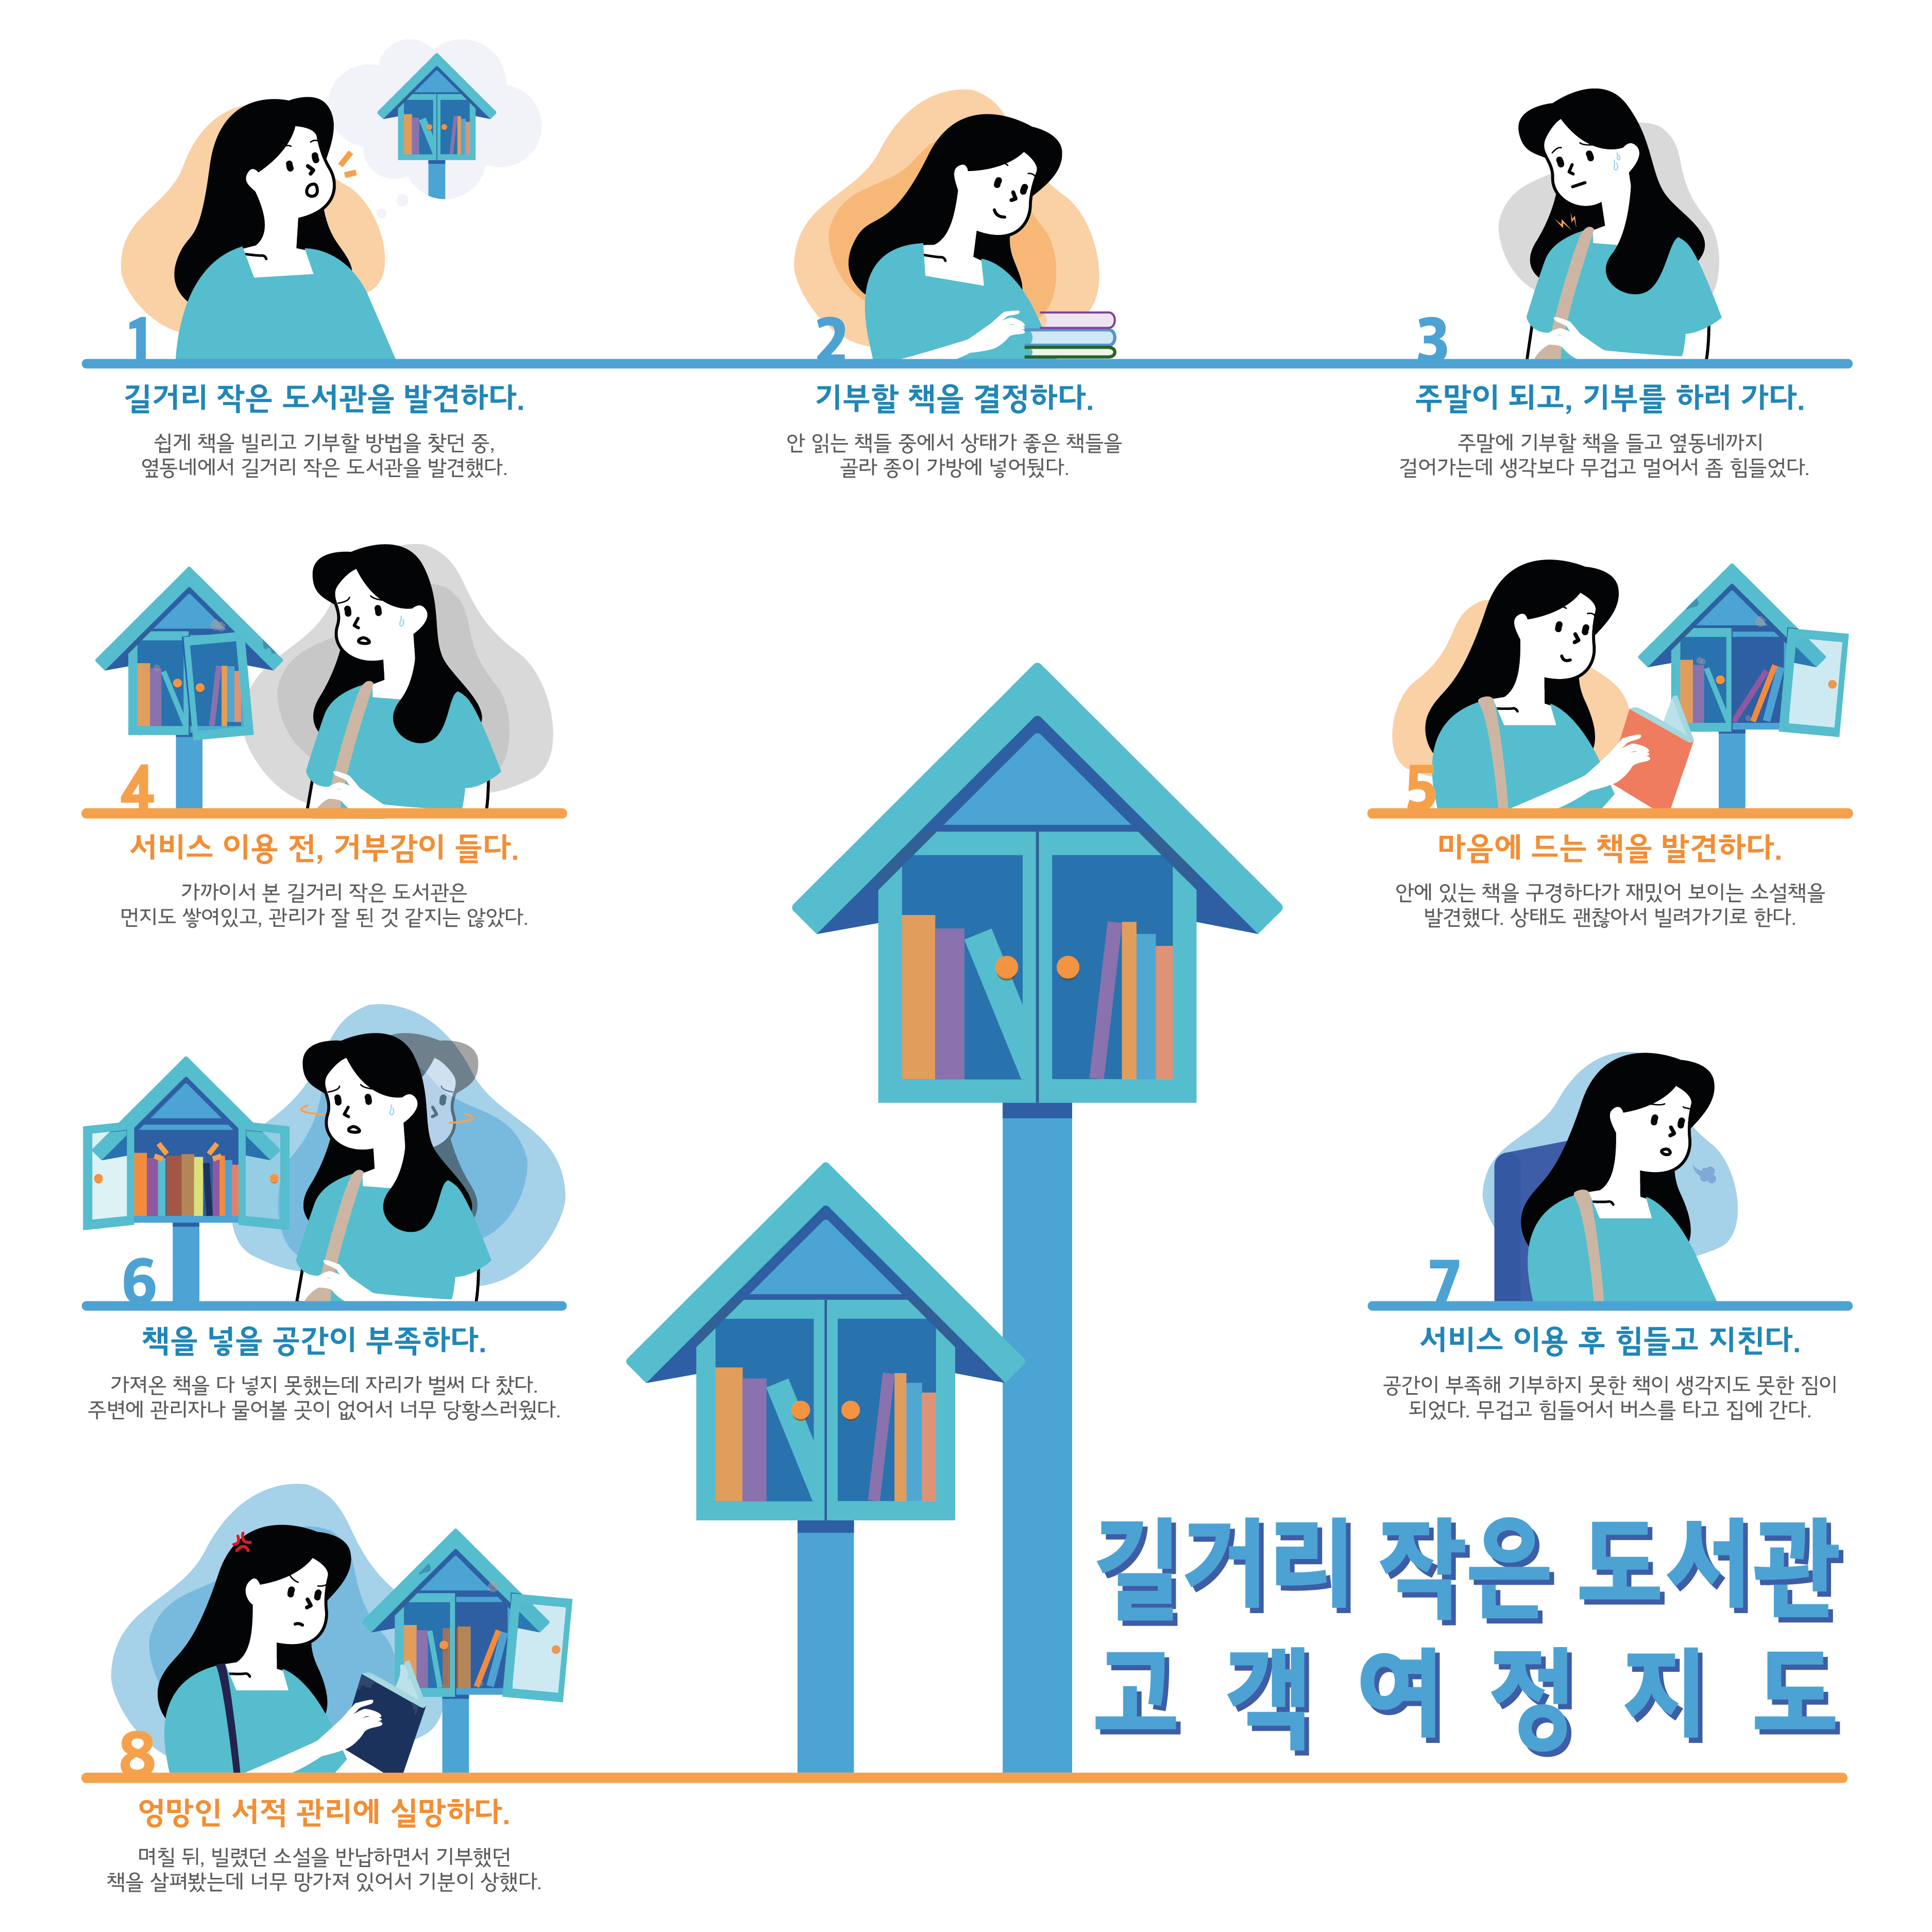 1
길거리 작은 도서관을 발견하다.
쉽게 책을 빌리고 기부할 방법을 찾던 중,
옆동네에서 길거리 작은 도서관을 발견했다.
2
기부할 책을 결정하다.
안 읽는 책들 중에서 상태가 좋은 책들을
골라 종이 가방에 넣어뒀다.
3
주말이 되고, 기부를 하러 가다.
주말에 기부할 책을 들고 옆동네까지
걸어가는데 생각보다 무겁고 멀어서 좀 힘들었다.
4
서비스 이용 전, 거부감이 들다.
가까이서 본 길거리 작은 도서관은
먼지도 쌓여있고, 관리가 잘 된 것 같지는 않았다.
5
마음에 드는 책을 발견하다.
안에 있는 책을 구경하다가 재밌어 보이는 소설책을
발견했다. 상태도 괜찮아서 빌려가기로 한다.
6
책을 넣을 공간이 부족하다.
가져온 책을 다 넣지 못했는데 자리가 벌써 다 찼다.
주변에 관리자나 물어볼 곳이 없어서 너무 당황스러웠다.
7
서비스 이용 후 힘들고 지친다.
공간이 부족해 기부하지 못한 책이 생각지도 못한 짐이
되었다. 무겁고 힘들어서 버스를 타고 집에 간다.
8
엉망인 서적 관리에 실망하다.
며칠 뒤, 빌렸던 소설을 반납하면서 기부했던
책을 살펴봤는데 너무 망가져 있어서 기분이 상했다.
길거리 작은 도서관
고객여정지도